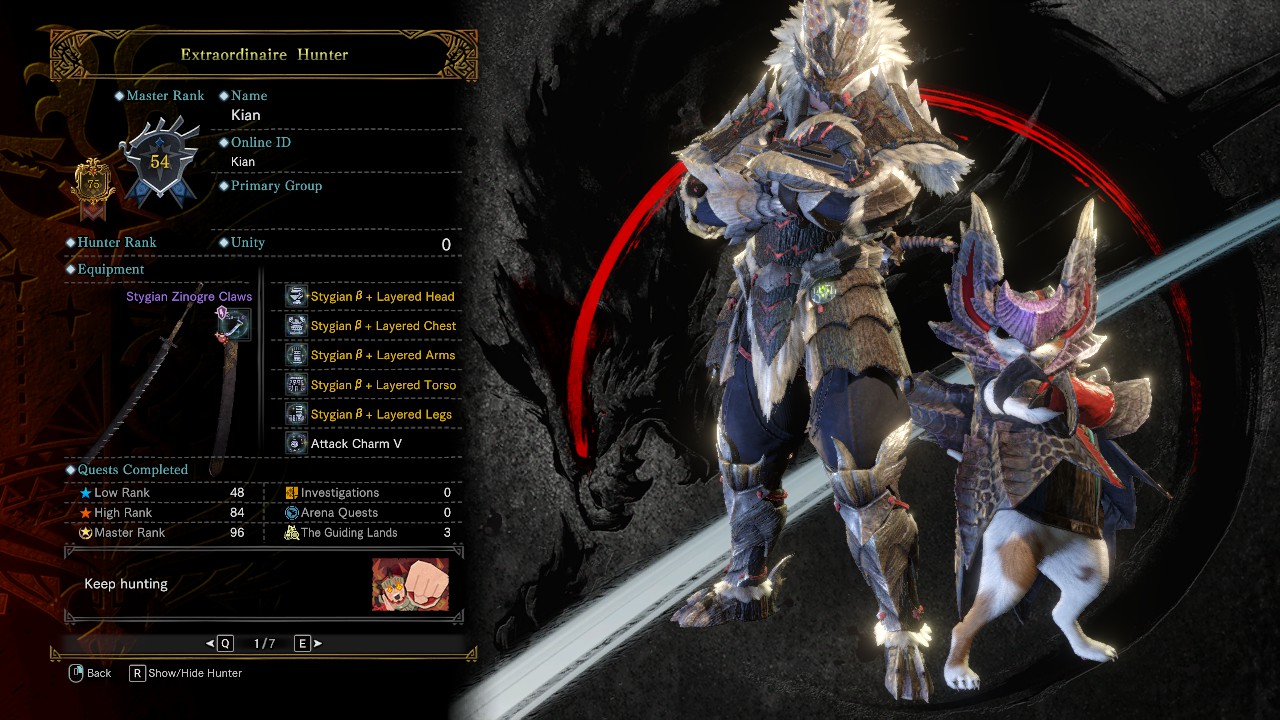 Extraordinaire Hunter
Master Rank
Name
Kian
54
75
Online ID
Kian
Primary Group
Hunter Rank
Unity
0
Equipment
Stygian Zinogre Claws
Stygian β + Layered Head
Stygian β + Layered Chest
Stygian β + Layered Arms
Stygian β + Layered Torso
Stygian β + Layered Legs
Attack Charm V
Quests Completed
Low Rank 48
High Rank 84
Master Rank 96
Investigations 0
Arena Quests 0
The Guiding Lands 3
Keep hunting
Q 1/7 E
Back R Show/Hide Hunter